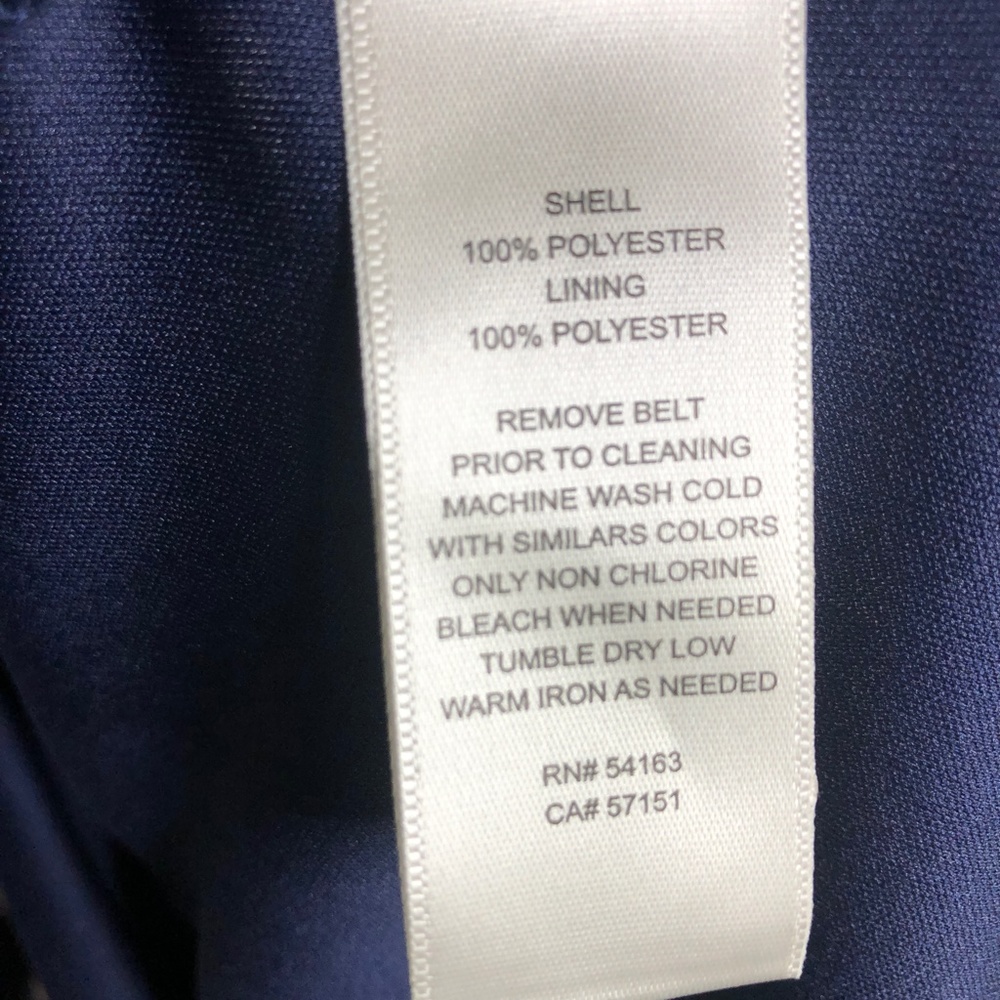 SHELL
100% POLYESTER
LINING
100% POLYESTER
REMOVE BELT
PRIOR TO CLEANING
MACHINE WASH COLD
WITH SIMILARS COLORS
ONLY NON CHLORINE
BLEACH WHEN NEEDED
TUMBLE DRY LOW
WARM IRON AS NEEDED
RN# 54163
CA# 57151